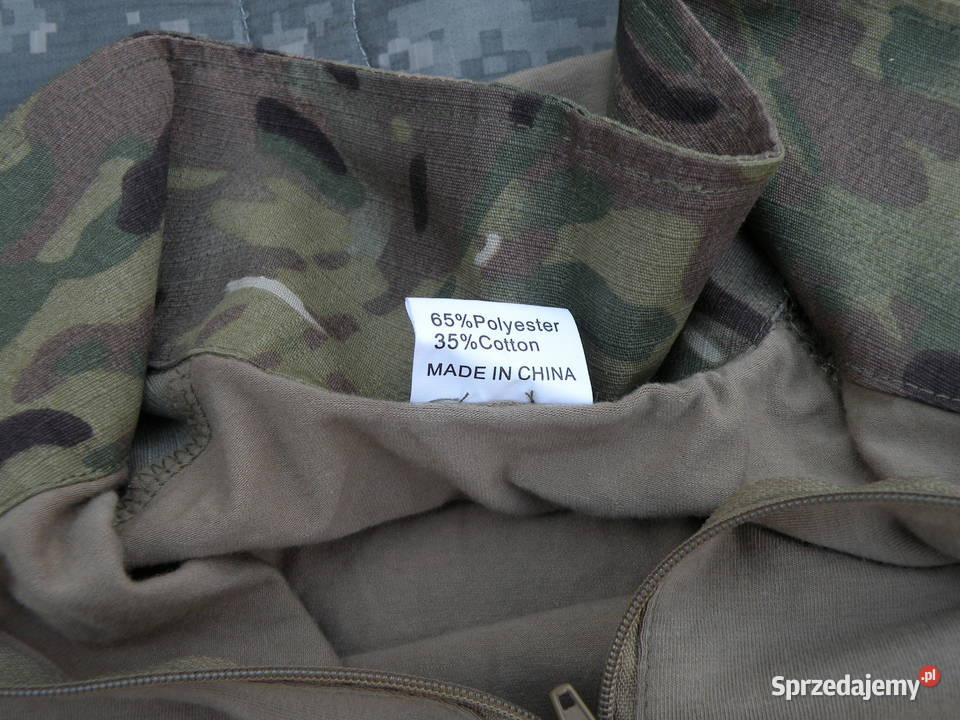 65%Polyester
35%Cotton
MADE IN CHINA
Sprzedajemy.pl